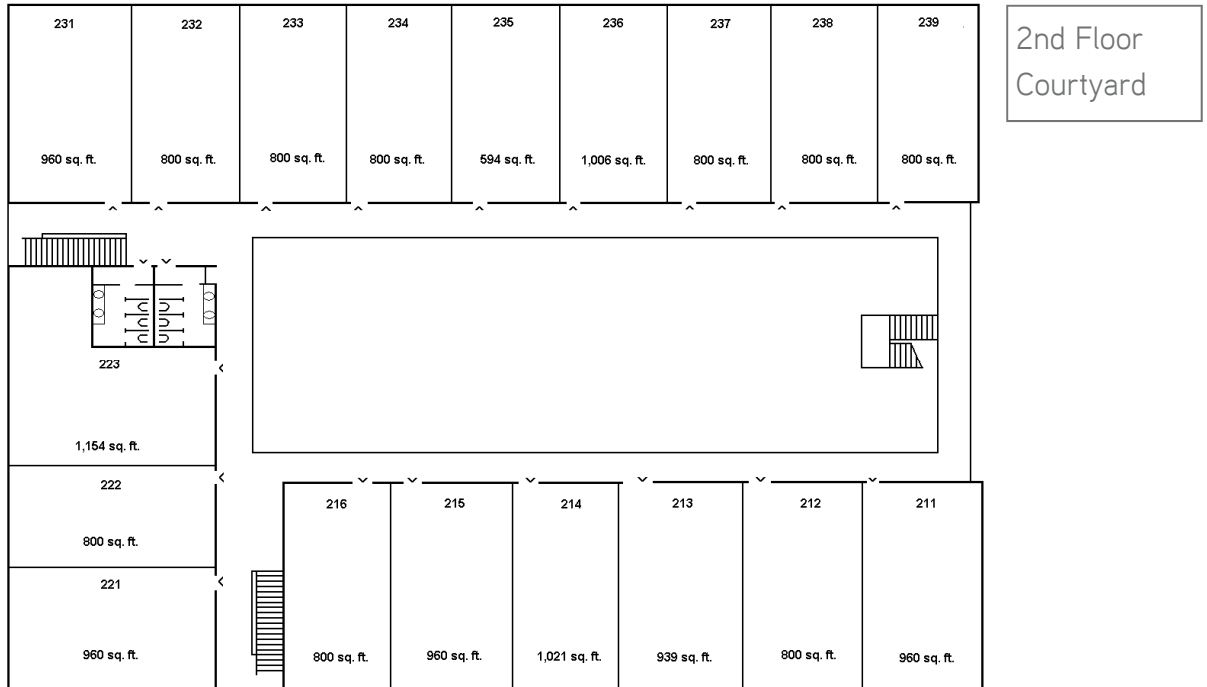 231 232 233 234 235 236 237 238 239
2nd Floor
Courtyard
960 sq. ft. 800 sq. ft. 800 sq. ft. 800 sq. ft. 594 sq. ft. 1,006 sq. ft. 800 sq. ft. 800 sq. ft. 800 sq. ft.
223
1,154 sq. ft.
222
800 sq. ft.
221
960 sq. ft.
216 215 214 213 212 211
800 sq. ft. 960 sq. ft. 1,021 sq. ft. 939 sq. ft. 800 sq. ft. 960 sq. ft.